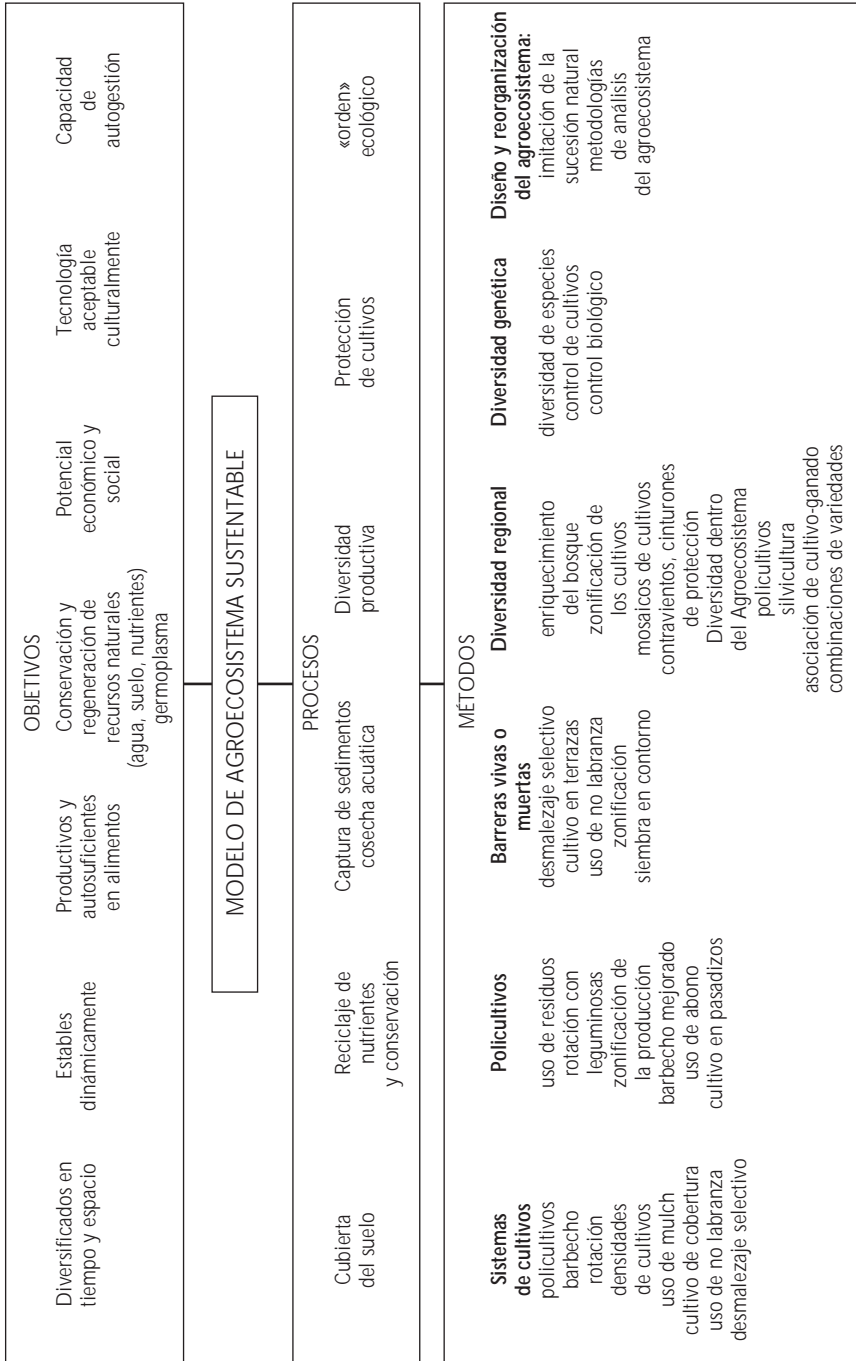 OBJETIVOS
Diversificados en
tiempo y espacio
Estables
dinámicamente
Productivos y
autosuficientes
en alimentos
Conservación y
regeneración de
recursos naturales
(agua, suelo, nutrientes)
germoplasma
Potencial
económico y
social
Tecnología
aceptable
culturalmente
Capacidad
de
autogestión
MODELO DE AGROECOSISTEMA SUSTENTABLE
PROCESOS
Cubierta
del suelo
Reciclaje de
nutrientes
y conservación
Captura de sedimentos
cosecha acuática
Diversidad
productiva
Protección
de cultivos
«orden»
ecológico
MÉTODOS
Sistemas
de cultivos
policultivos
barbecho
rotación
densidades
de cultivos
uso de mulch
cultivo de cobertura
uso de no labranza
desmalezaje selectivo
Policultivos
uso de residuos
rotación con
leguminosas
zonificación de
la producción
barbecho mejorado
uso de abono
cultivo en pasadizos
Barreras vivas o
muertas
desmalezaje selectivo
cultivo en terrazas
uso de no labranza
zonificación
siembra en contorno
Diversidad regional
enriquecimiento
del bosque
zonificación de
los cultivos
mosaicos de cultivos
contravientos, cinturones
de protección
Diversidad dentro
del Agroecosistema
policultivos
silvicultura
asociación de cultivo-ganado
combinaciones de variedades
Diversidad genética
diversidad de especies
control de cultivos
control biológico
Diseño y reorganización
del agroecosistema:
imitación de la
sucesión natural
metodologías
de análisis
del agroecosistema